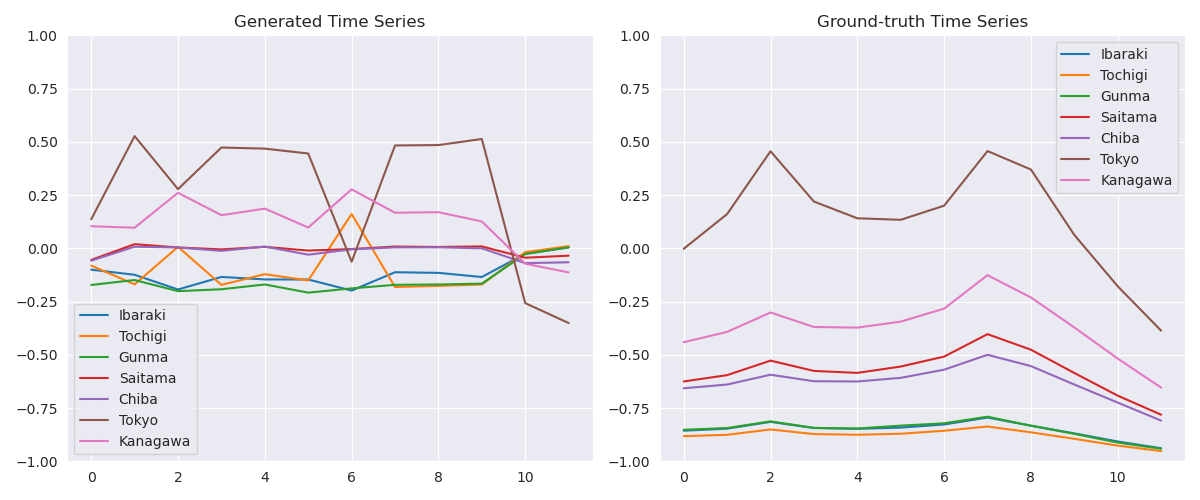 Generated Time Series
1.00
0.75
0.50
0.25
0.00
−0.25
−0.50
−0.75
−1.00
0 2 4 6 8 10
Ibaraki
Tochigi
Gunma
Saitama
Chiba
Tokyo
Kanagawa
Ground-truth Time Series
1.00
0.75
0.50
0.25
0.00
−0.25
−0.50
−0.75
−1.00
0 2 4 6 8 10
Ibaraki
Tochigi
Gunma
Saitama
Chiba
Tokyo
Kanagawa